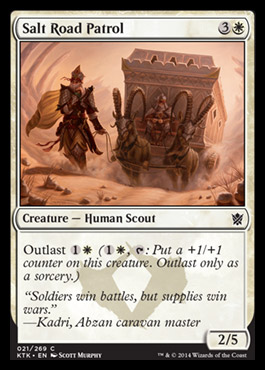 Salt Road Patrol 3
Creature — Human Scout
Outlast 1 (1, : Put a +1/+1
counter on this creature. Outlast only as
a sorcery.)
“Soldiers win battles, but supplies win
wars.”
—Kadri, Abzan caravan master
2/5
021/269 C
KTK • EN SCOTT MURPHY
™ & © 2014 Wizards of the Coast